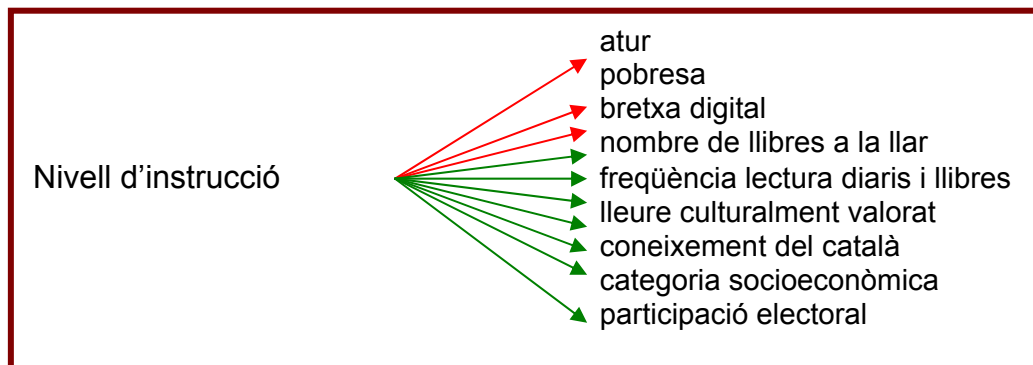 atur
pobresa
bretxa digital
nombre de llibres a la llar
Nivell d’instrucció
freqüència lectura diaris i llibres
lleure culturalment valorat
coneixement del català
categoria socioeconòmica
participació electoral